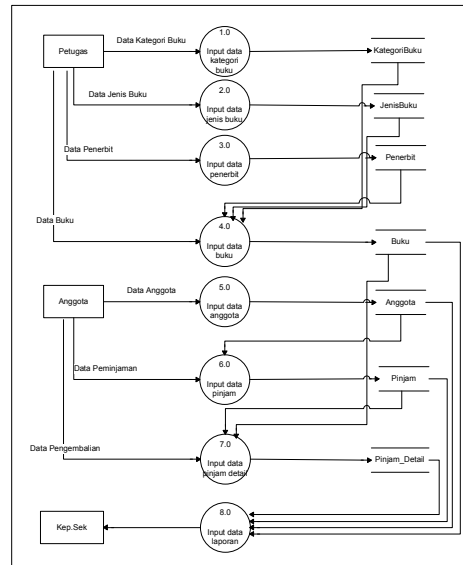 Petugas
Data Kategori Buku
1.0
Input data
kategori
buku
KategoriBuku
Data Jenis Buku
2.0
Input data
jenis buku
JenisBuku
Data Penerbit
3.0
Input data
penerbit
Penerbit
Data Buku
4.0
Input data
buku
Buku
Anggota
Data Anggota
5.0
Input data
anggota
Anggota
Data Peminjaman
6.0
Input data
pinjam
Pinjam
Data Pengembalian
7.0
Input data
pinjam detail
Pinjam_Detail
Kep.Sek
8.0
Input data
laporan